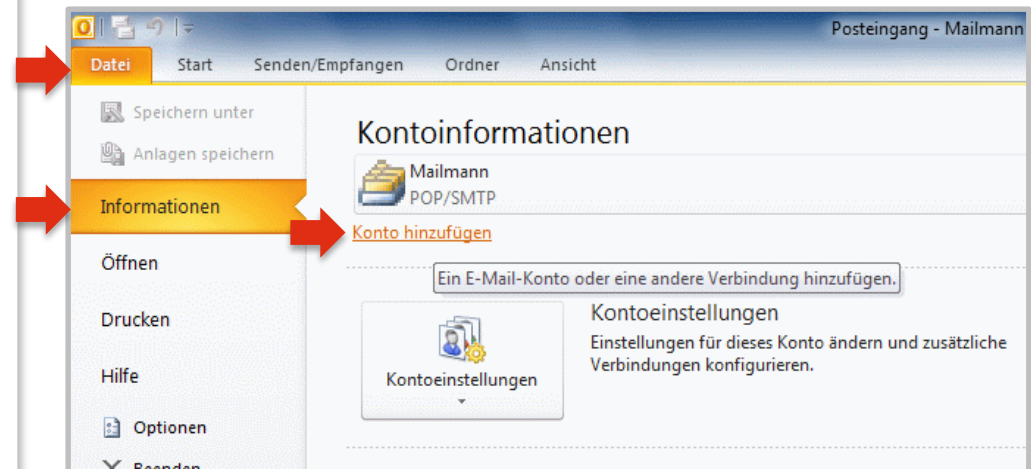 Posteingang - Mailmann
Datei Start Senden/Empfangen Ordner Ansicht
Speichern unter
Anlagen speichern
Informationen
Öffnen
Drucken
Hilfe
Optionen
Beenden
Kontoinformationen
Mailmann
POP/SMTP
Konto hinzufügen
Ein E-Mail-Konto oder eine andere Verbindung hinzufügen.
Kontoeinstellungen
Kontoeinstellungen
Einstellungen für dieses Konto ändern und zusätzliche
Verbindungen konfigurieren.